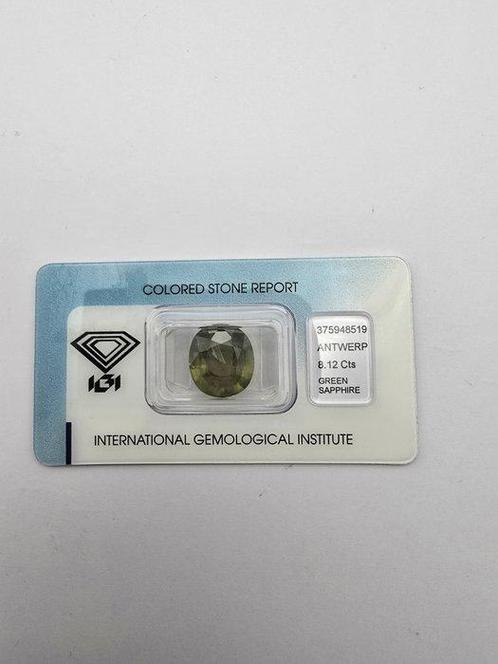 COLORED STONE REPORT
375948519
ANTWERP
8.12 Cts
GREEN
SAPPHIRE
IGI
INTERNATIONAL GEMOLOGICAL INSTITUTE